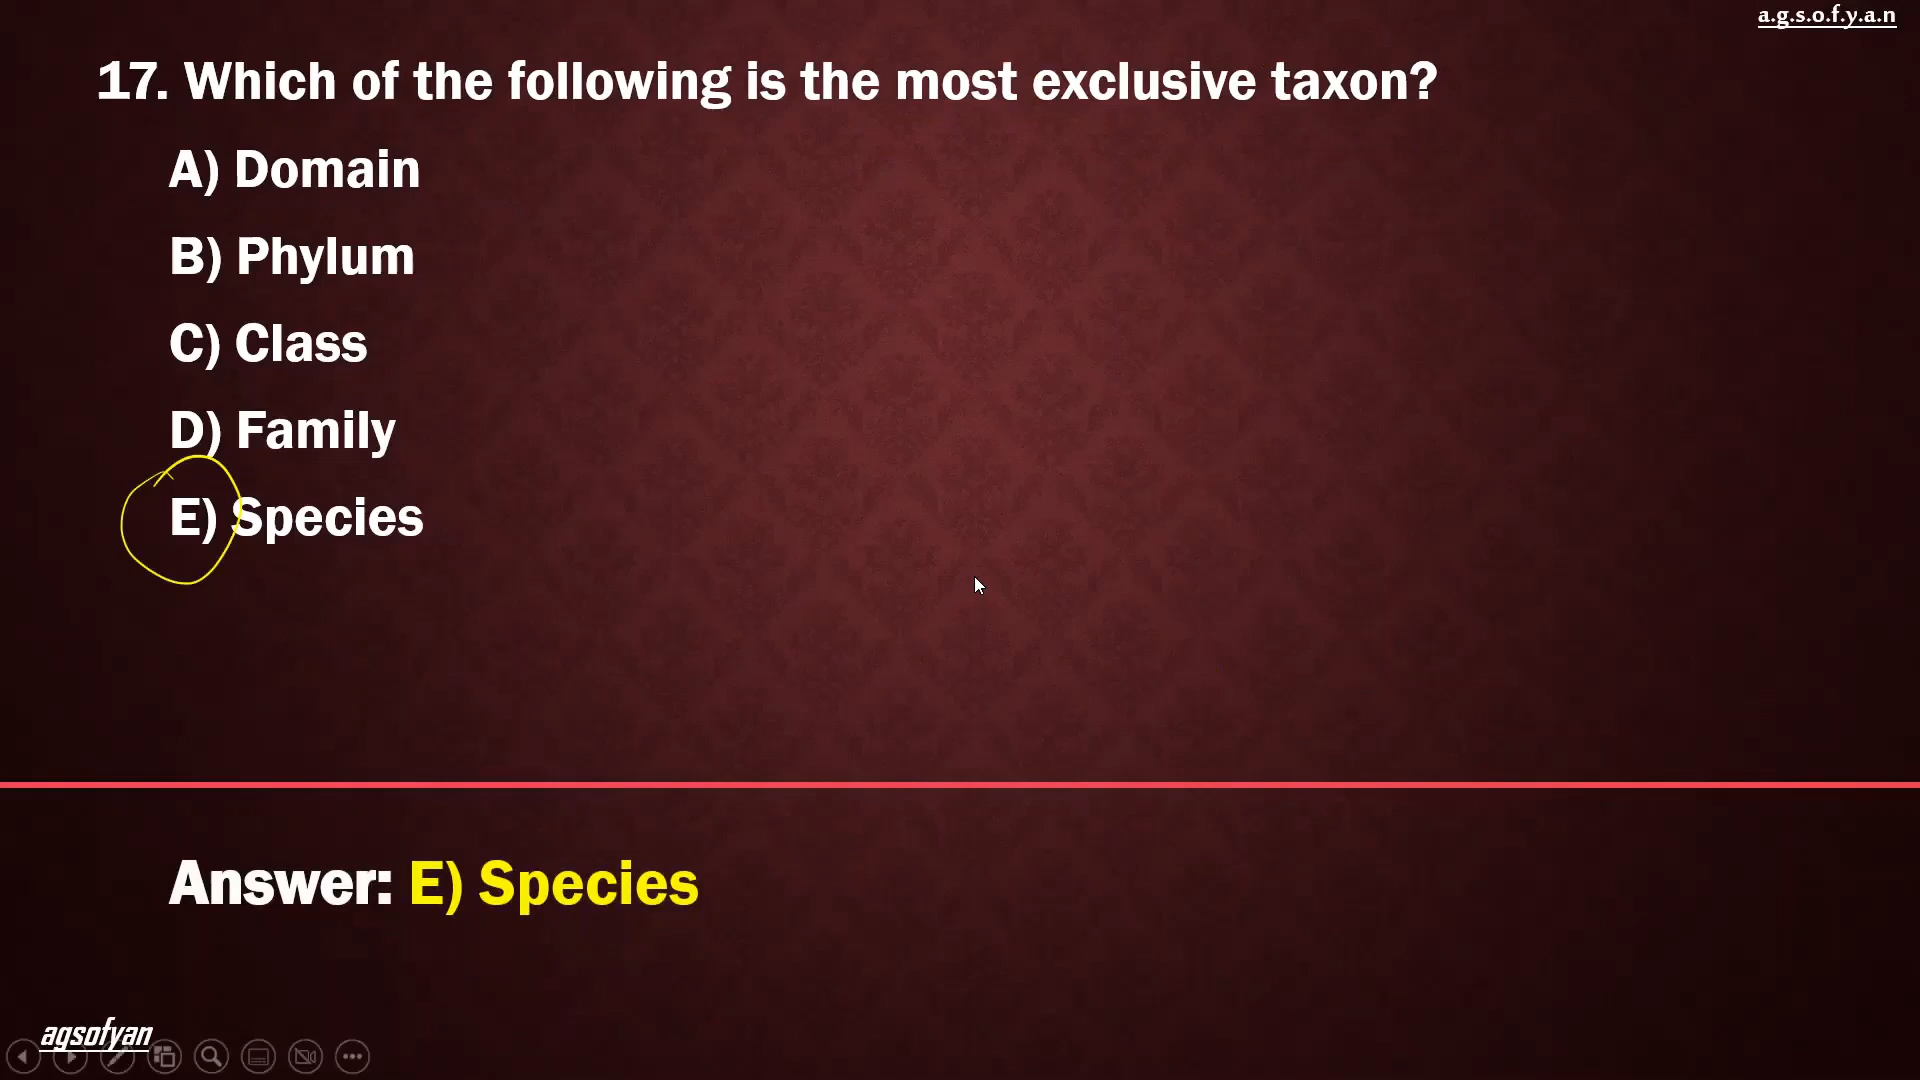 a.g.s.o.f.y.a.n
17. Which of the following is the most exclusive taxon?
A) Domain
B) Phylum
C) Class
D) Family
E) Species
Answer: E) Species
agsofyan